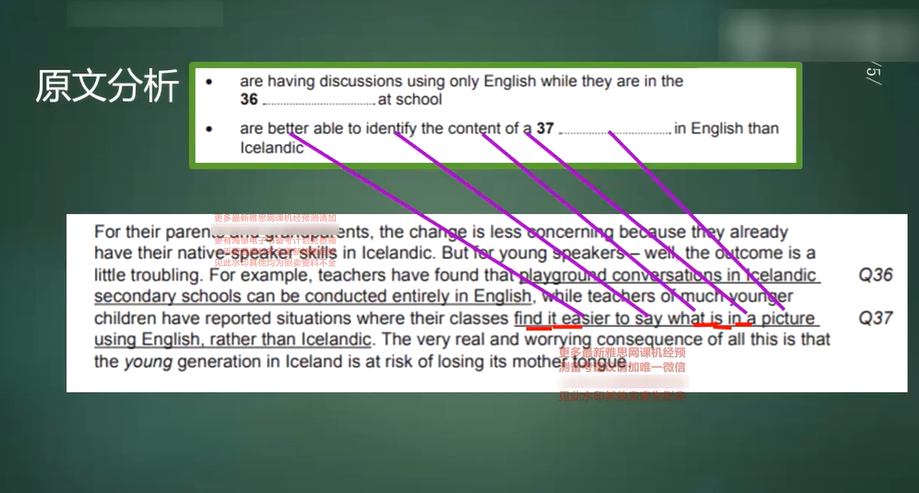 原文分析
/5/
• are having discussions using only English while they are in the
36 ........................ at school
• are better able to identify the content of a 37 ........................ in English than
Icelandic
For their parents and grandparents, the change is less concerning because they already
have their native-speaker skills in Icelandic. But for young speakers – well, the outcome is a
little troubling. For example, teachers have found that playground conversations in Icelandic
Q36
secondary schools can be conducted entirely in English, while teachers of much younger
children have reported situations where their classes find it easier to say what is in a picture
Q37
using English, rather than Icelandic. The very real and worrying consequence of all this is that
the young generation in Iceland is at risk of losing its mother tongue.
更多最新雅思网课机经预测请加
更多最新雅思网课机经预